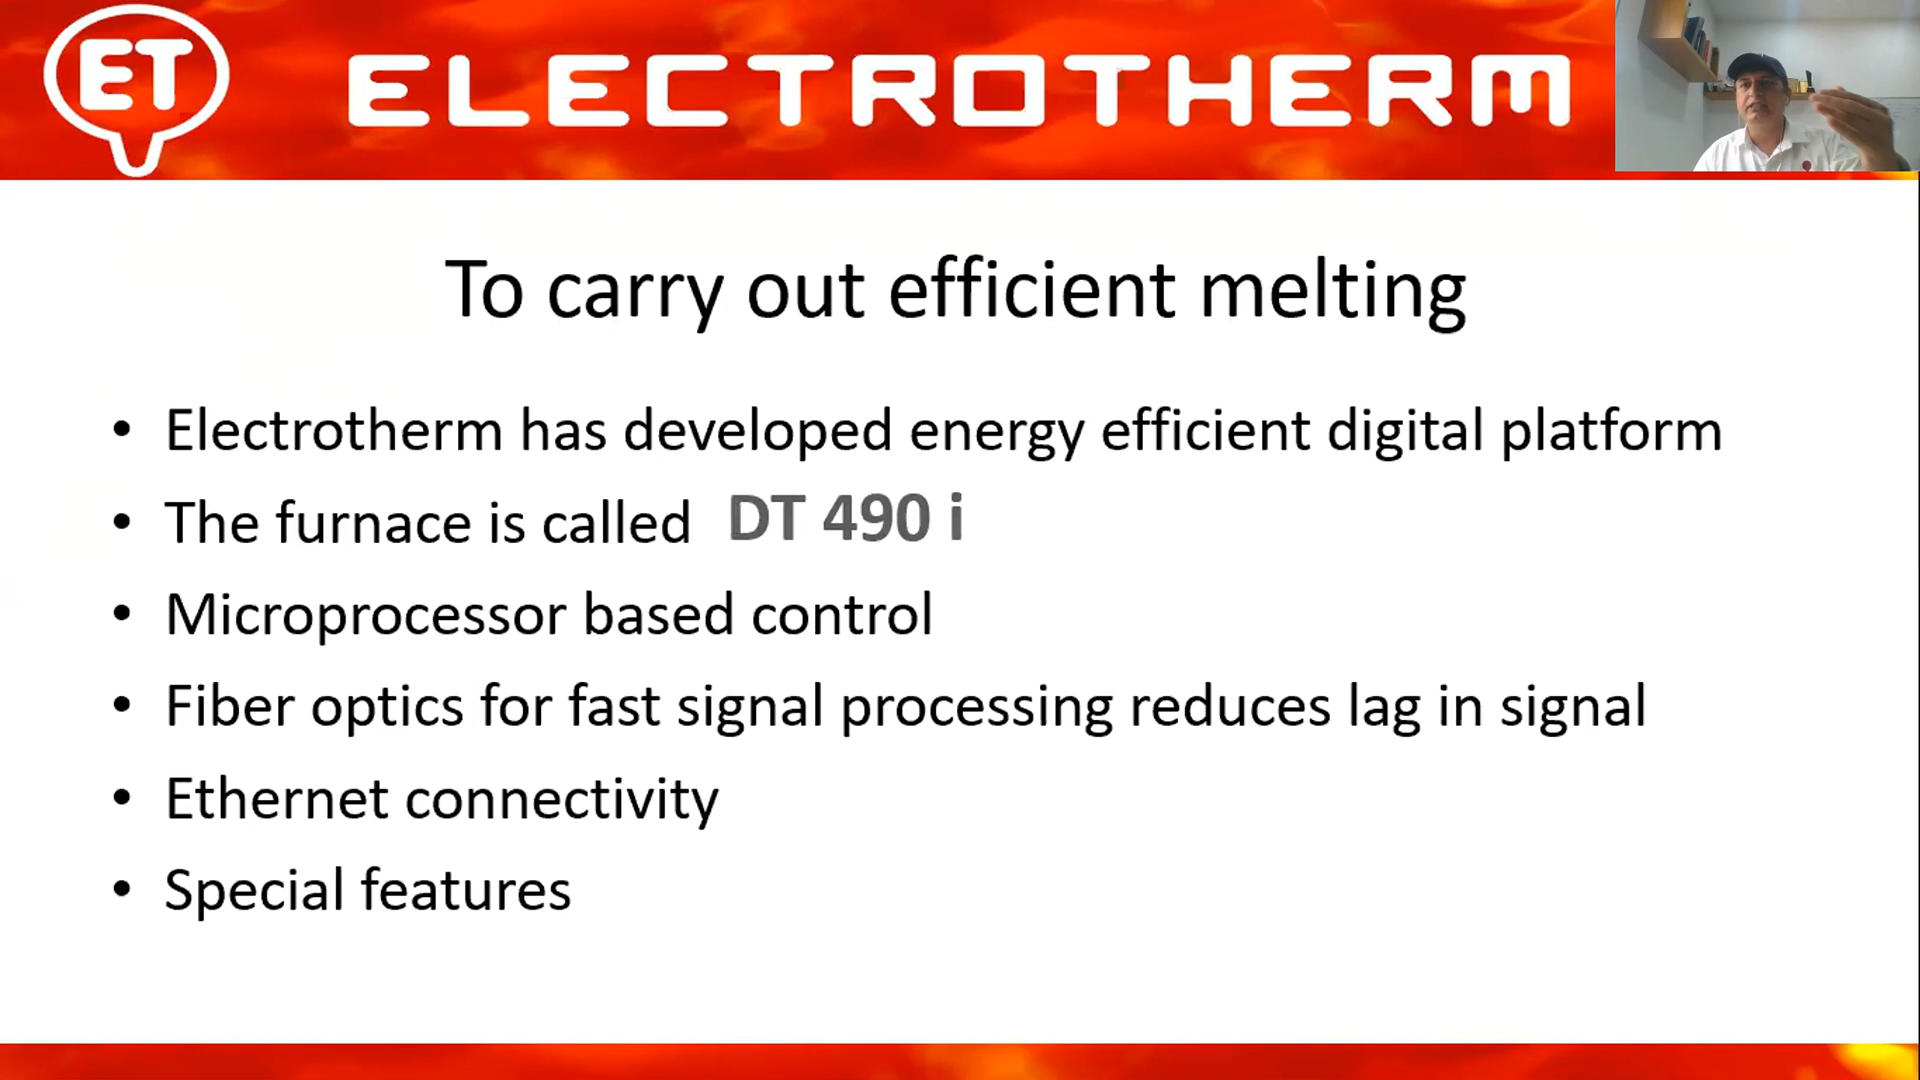 ET
ELECTROTHERM
To carry out efficient melting
• Electrotherm has developed energy efficient digital platform
• The furnace is called DT 490 i
• Microprocessor based control
• Fiber optics for fast signal processing reduces lag in signal
• Ethernet connectivity
• Special features